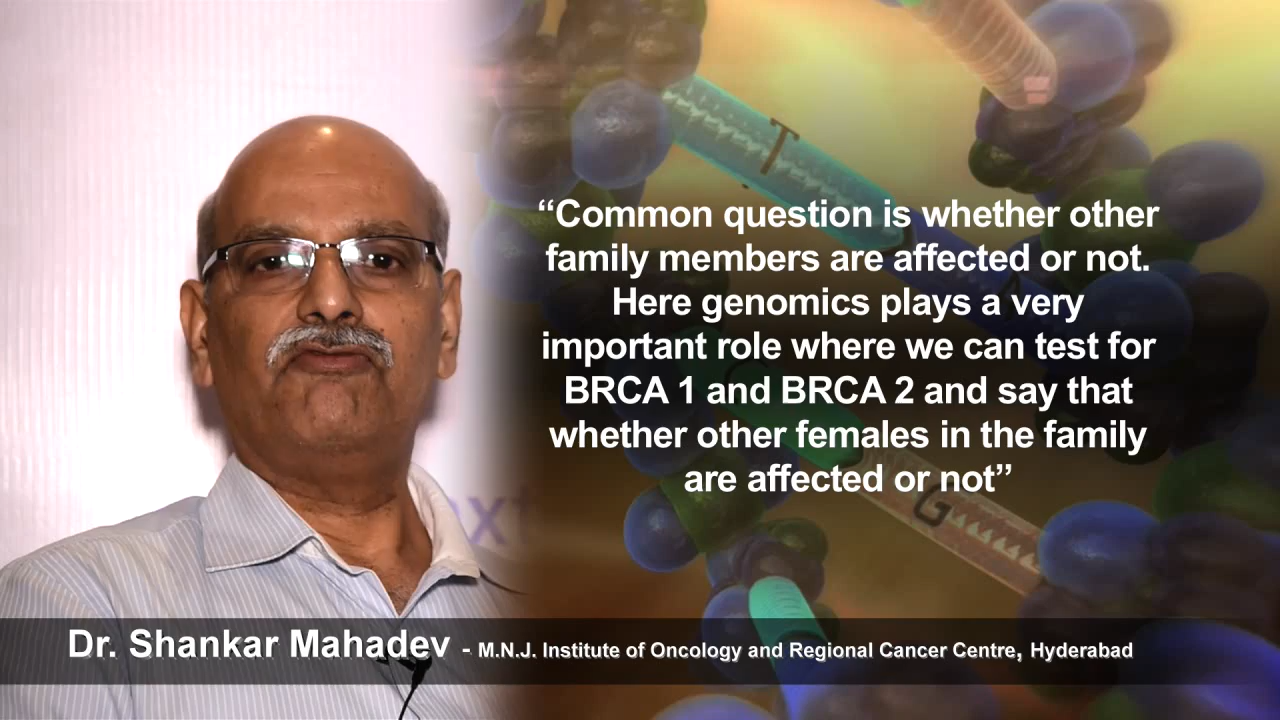 “Common question is whether other
family members are affected or not.
Here genomics plays a very
important role where we can test for
BRCA 1 and BRCA 2 and say that
whether other females in the family
are affected or not”
T
G
Dr. Shankar Mahadev - M.N.J. Institute of Oncology and Regional Cancer Centre, Hyderabad